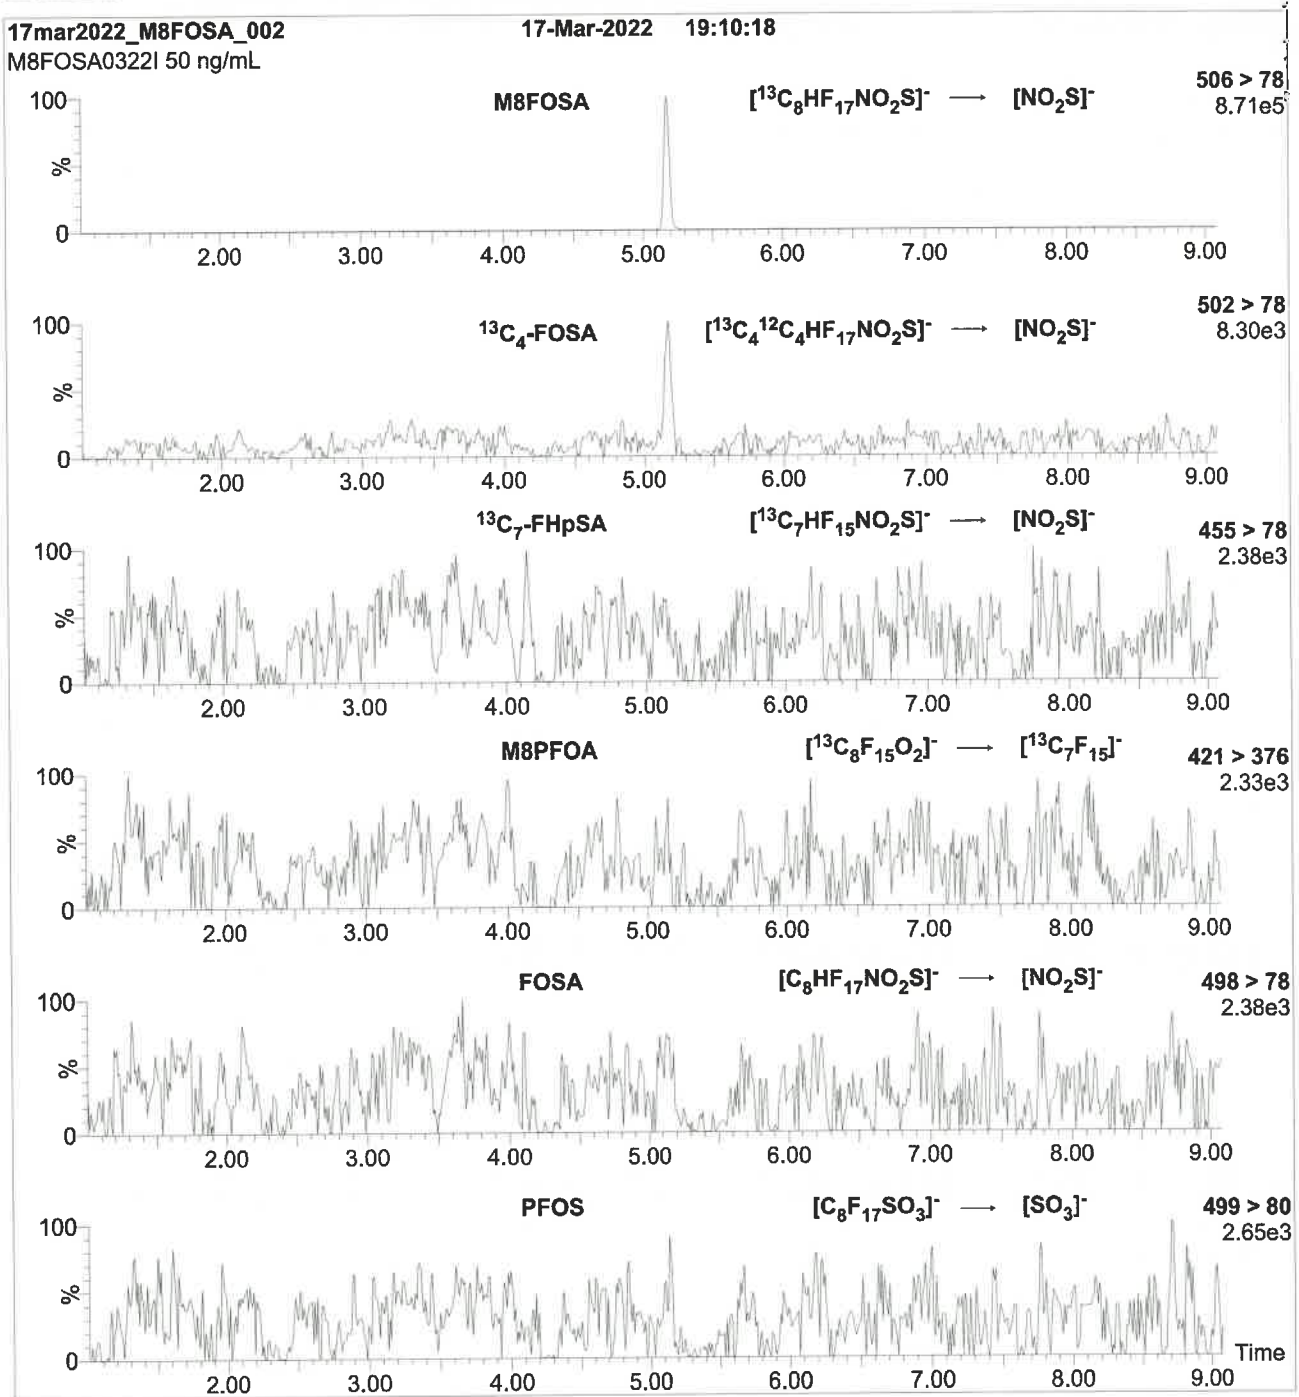 17mar2022_M8FOSA_002 17-Mar-2022 19:10:18
M8FOSA0322I 50 ng/mL
M8FOSA [¹³C₈HF₁₇NO₂S]⁻ → [NO₂S]⁻ 506 > 78
8.71e5
100
%
0
2.00 3.00 4.00 5.00 6.00 7.00 8.00 9.00
¹³C₄-FOSA [¹³C₄¹²C₄HF₁₇NO₂S]⁻ → [NO₂S]⁻ 502 > 78
8.30e3
100
%
0
2.00 3.00 4.00 5.00 6.00 7.00 8.00 9.00
¹³C₇-FHpSA [¹³C₇HF₁₅NO₂S]⁻ → [NO₂S]⁻ 455 > 78
2.38e3
100
%
0
2.00 3.00 4.00 5.00 6.00 7.00 8.00 9.00
M8PFOA [¹³C₈F₁₅O₂]⁻ → [¹³C₇F₁₅]⁻ 421 > 376
2.33e3
100
%
0
2.00 3.00 4.00 5.00 6.00 7.00 8.00 9.00
FOSA [C₈HF₁₇NO₂S]⁻ → [NO₂S]⁻ 498 > 78
2.38e3
100
%
0
2.00 3.00 4.00 5.00 6.00 7.00 8.00 9.00
PFOS [C₈F₁₇SO₃]⁻ → [SO₃]⁻ 499 > 80
2.65e3
100
%
0
Time
2.00 3.00 4.00 5.00 6.00 7.00 8.00 9.00